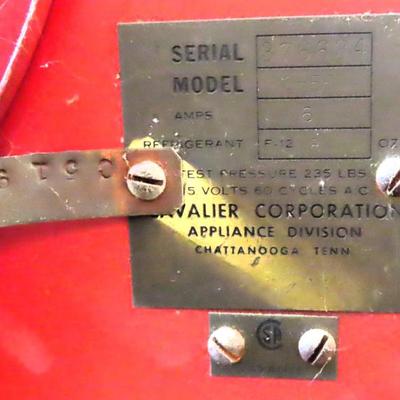 SERIAL
MODEL
AMPS 6
REFRIGERANT F-12 OZ
TEST PRESSURE 235 LBS
5 VOLTS 60 CYCLES A.C.
CAVALIER CORPORATION
APPLIANCE DIVISION
CHATTANOOGA TENN